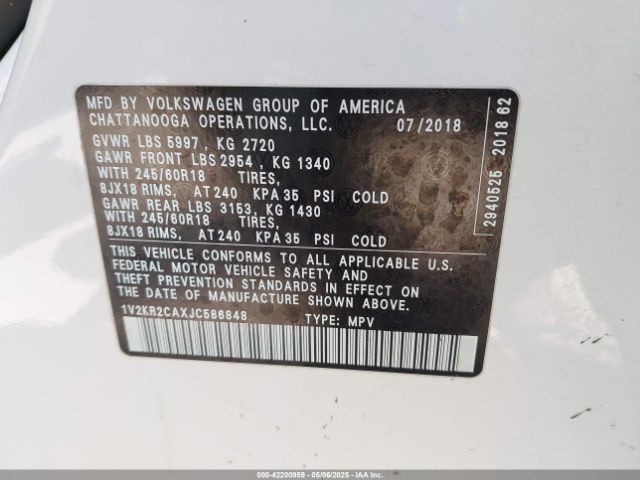 MFD BY VOLKSWAGEN GROUP OF AMERICA
CHATTANOOGA OPERATIONS, LLC. 07/2018
GVWR LBS 5997 , KG 2720
GAWR FRONT LBS 2954 , KG 1340
WITH 245/60R18 TIRES,
8JX18 RIMS, AT 240 KPA 35 PSI COLD
GAWR REAR LBS 3153, KG 1430
WITH 245/60R18 TIRES,
8JX18 RIMS, AT 240 KPA 35 PSI COLD
THIS VEHICLE CONFORMS TO ALL APPLICABLE U.S.
FEDERAL MOTOR VEHICLE SAFETY AND
THEFT PREVENTION STANDARDS IN EFFECT ON
THE DATE OF MANUFACTURE SHOWN ABOVE.
1V2KR2CAXJC586848 TYPE: MPV
2940525 2018 62
000-42200959 - 05/06/2025 - IAAI, Inc.